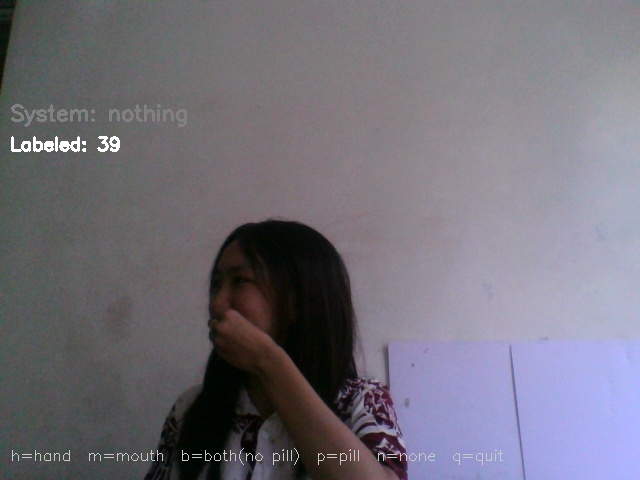 System: nothing
Labeled: 39
h=hand m=mouth b=both(no pill) p=pill n=none q=quit